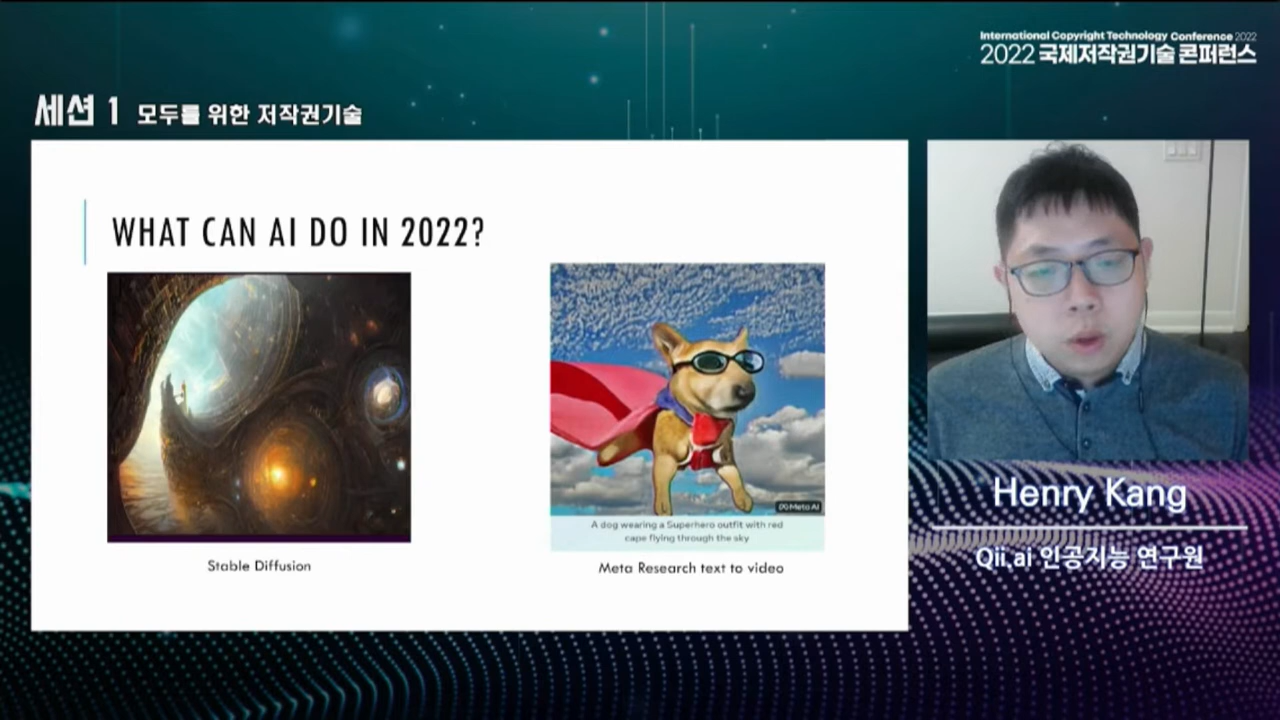 International Copyright Technology Conference 2022
2022 국제저작권기술 콘퍼런스
세션 1 모두를 위한 저작권기술
WHAT CAN AI DO IN 2022?
Meta AI
A dog wearing a Superhero outfit with red
cape flying through the sky
Stable Diffusion
Meta Research text to video
Henry Kang
Qii.ai 인공지능 연구원